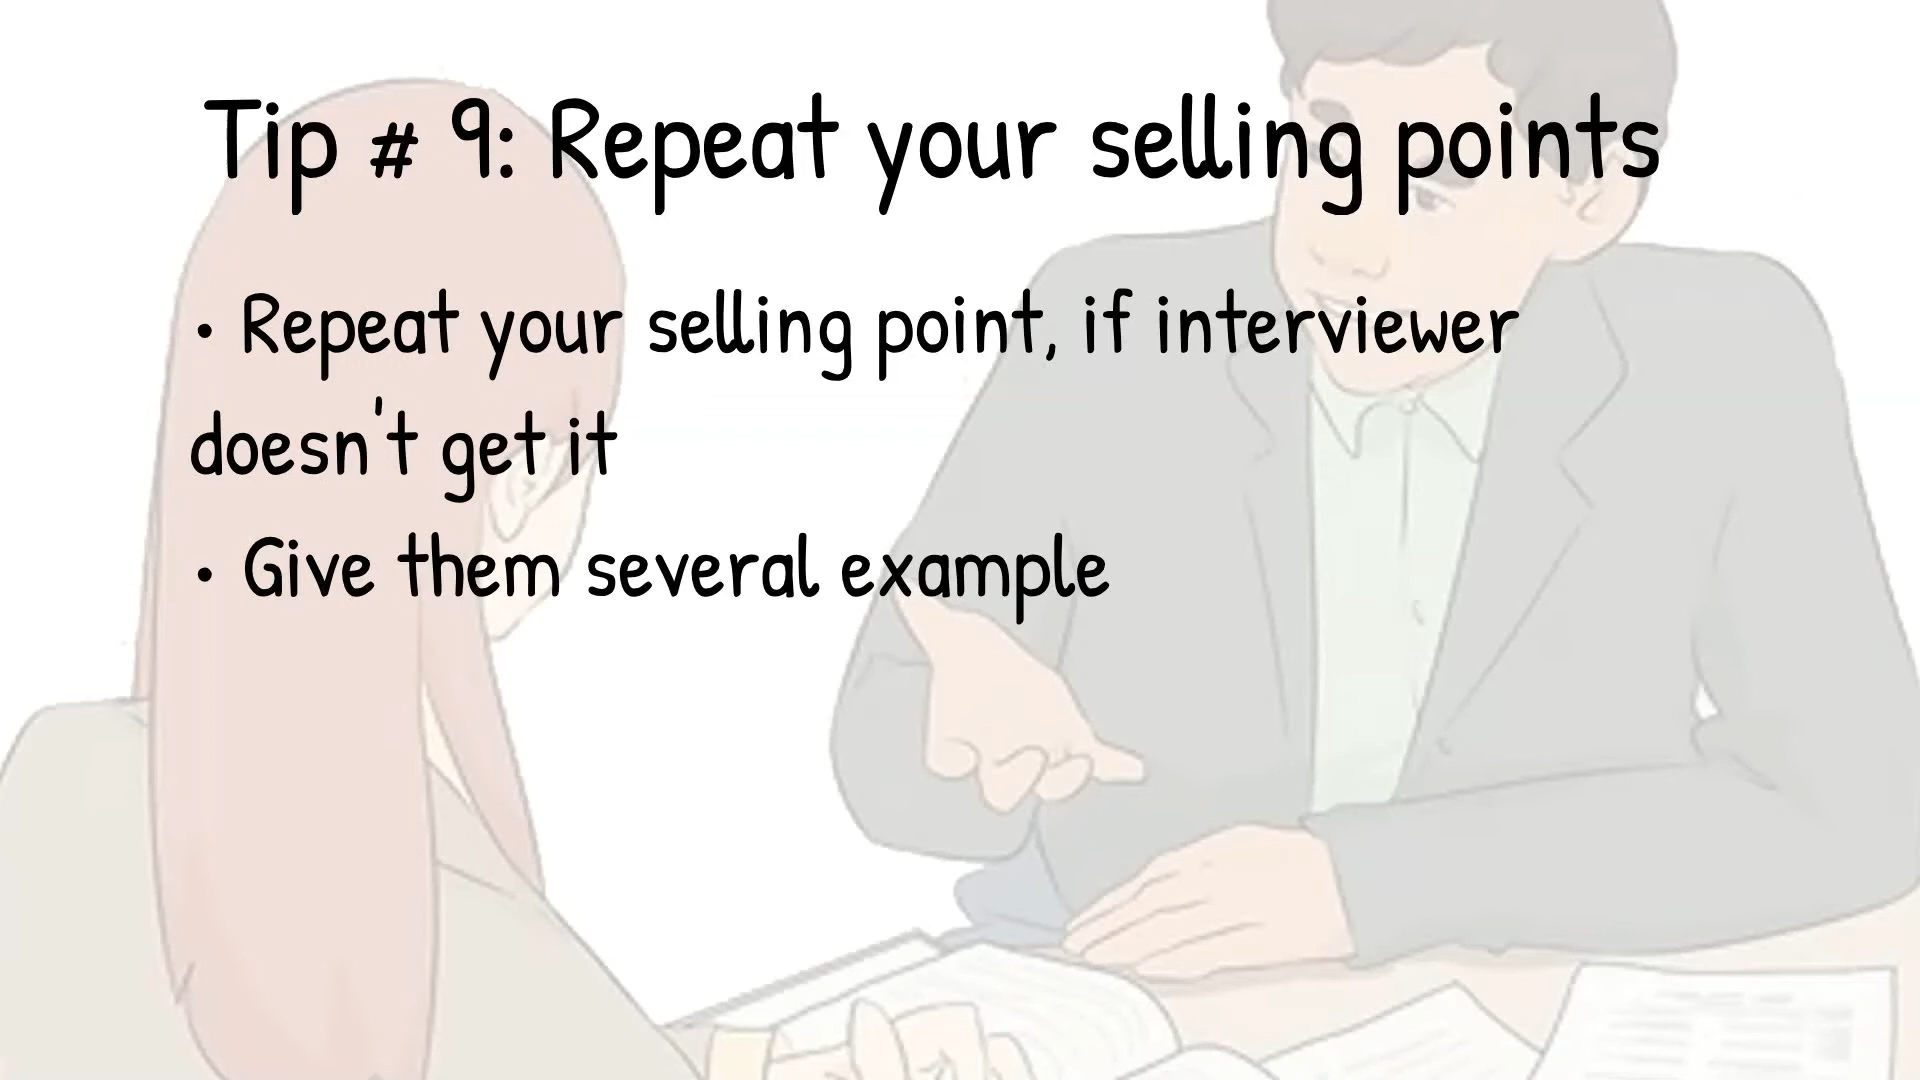 Tip # 9: Repeat your selling points
• Repeat your selling point, if interviewer
doesn't get it
• Give them several example